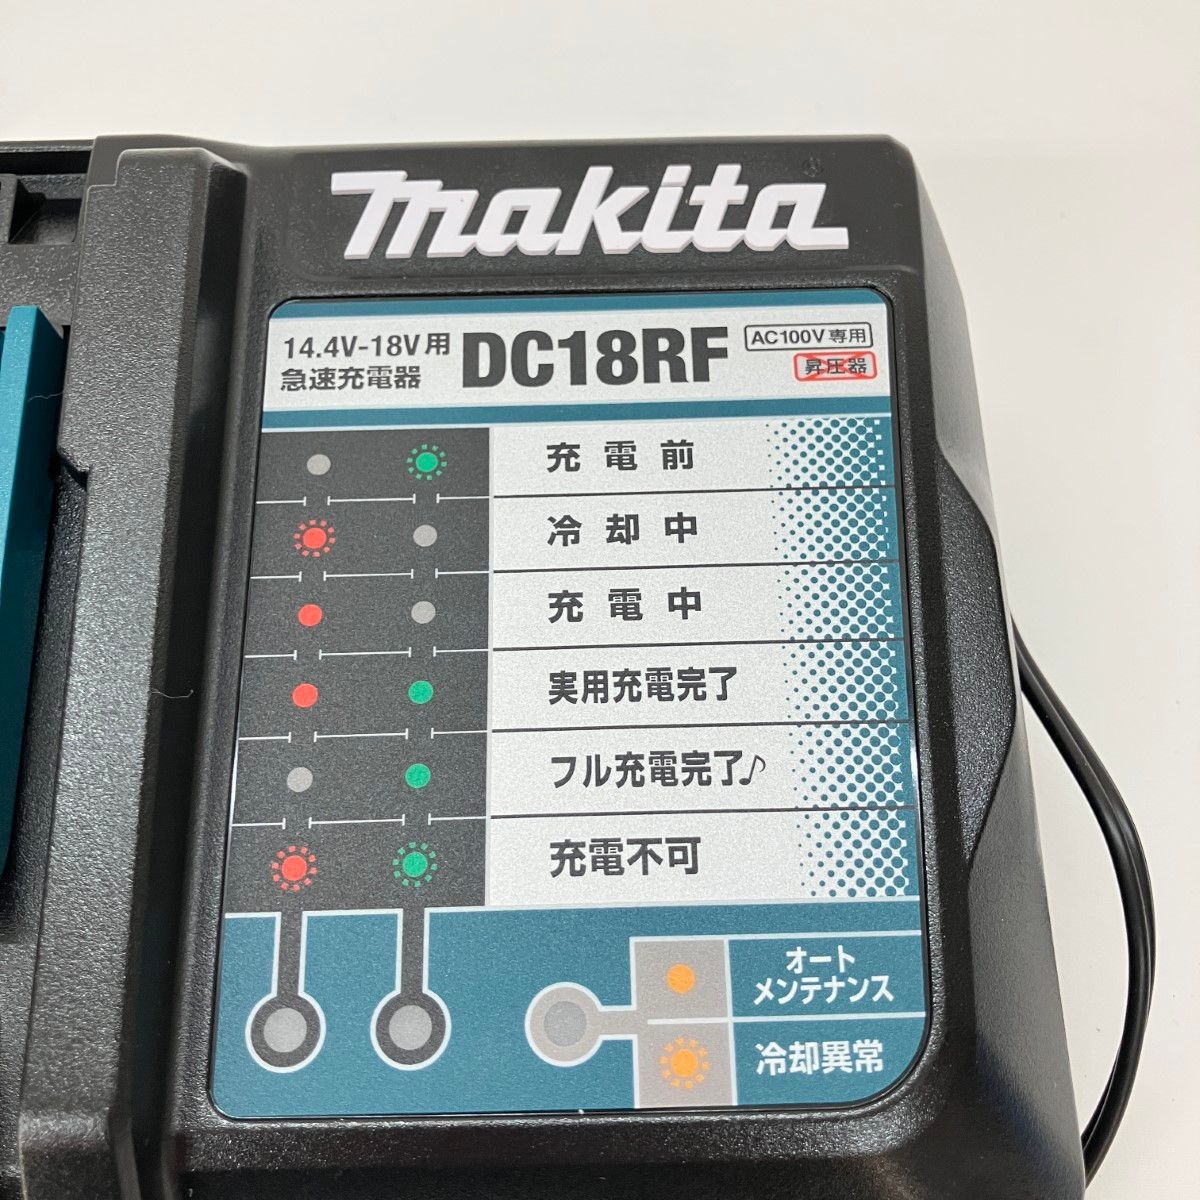 makita
14.4V-18V用
急速充電器
DC18RF
AC100V専用
昇圧器
充電前
冷却中
充電中
実用充電完了
フル充電完了♪
充電不可
オート
メンテナンス
冷却異常